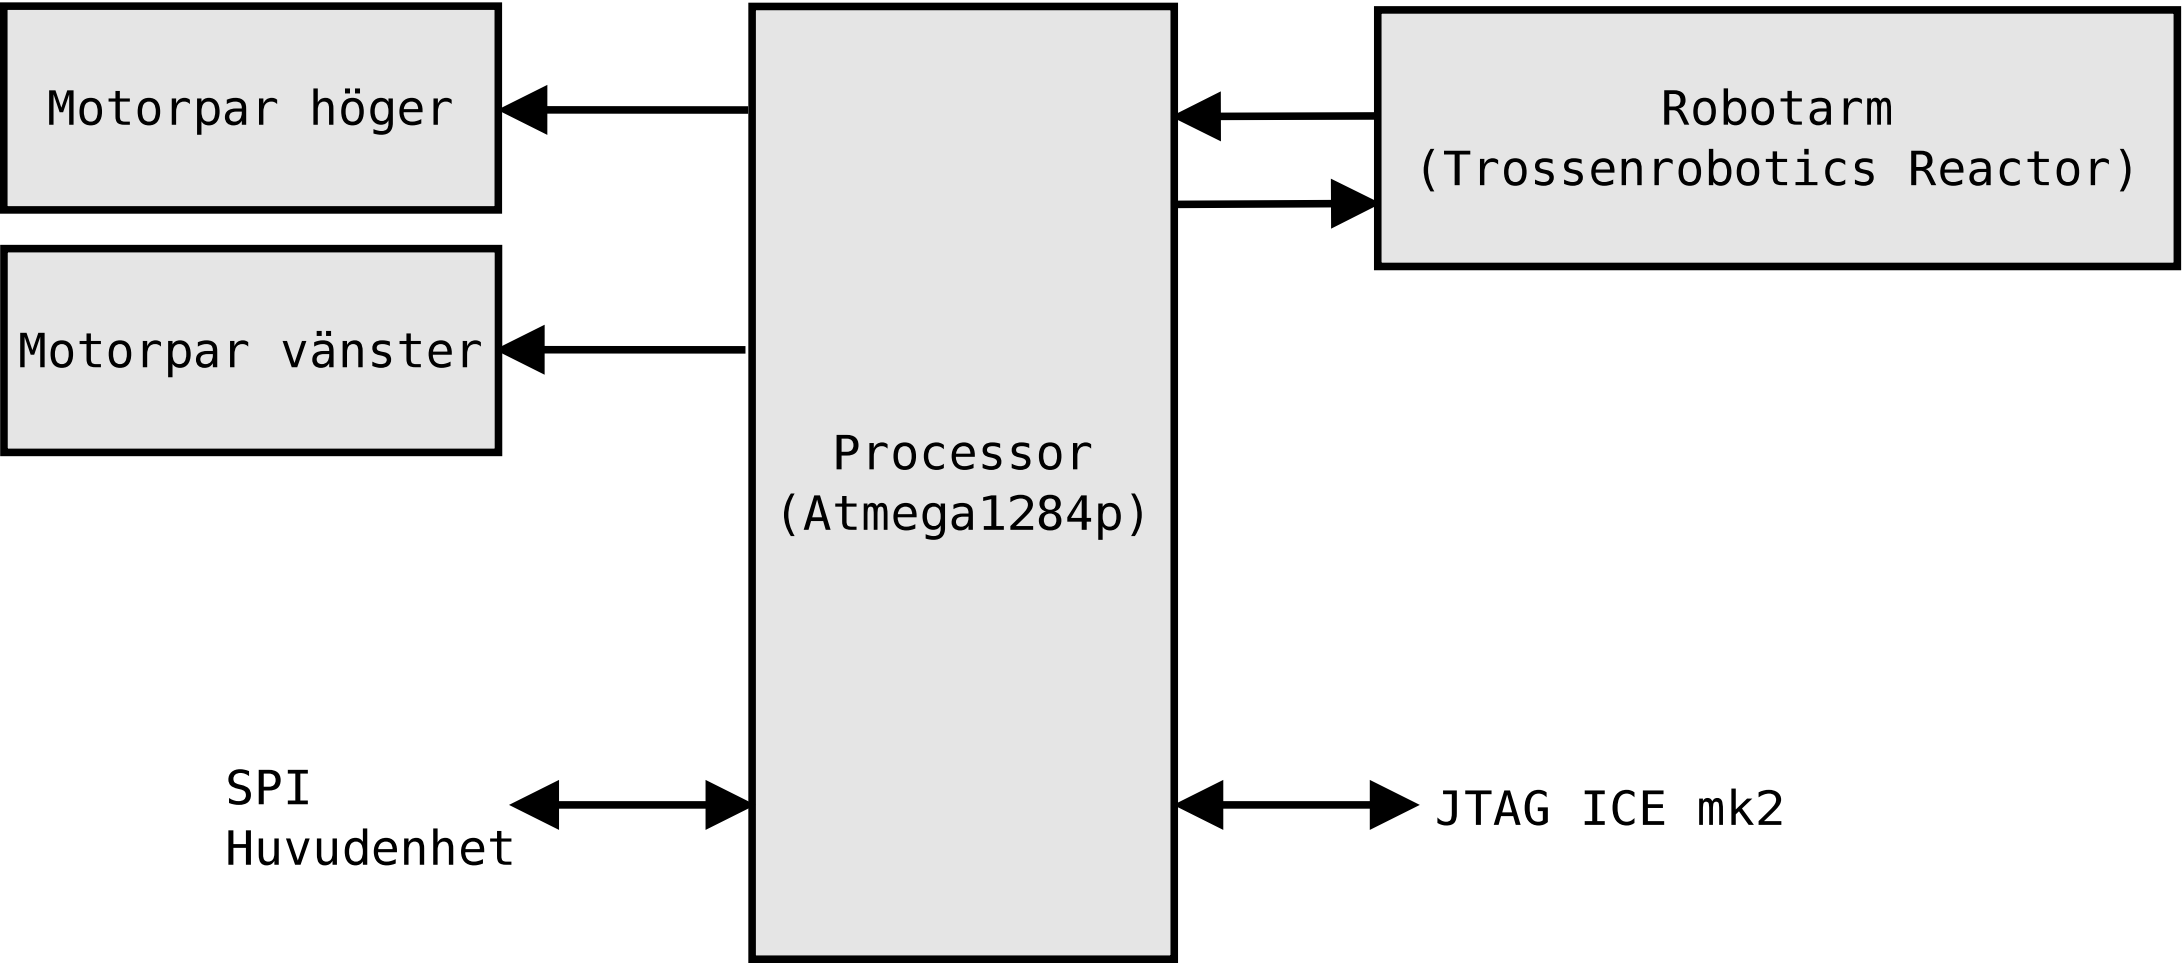 Motorpar höger
Motorpar vänster
Processor
(Atmega1284p)
Robotarm
(Trossenrobotics Reactor)
SPI
Huvudenhet
JTAG ICE mk2